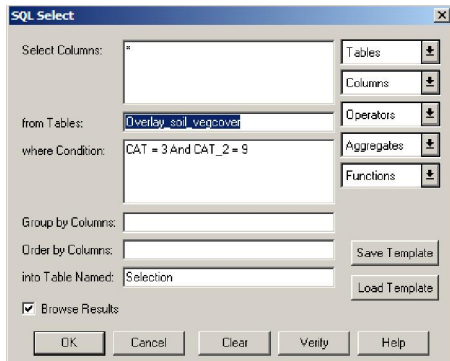 SQL Select
Select Columns:
*
Tables
Columns
from Tables:
Overlay_soil_vegcover
Operators
where Condition:
CAT = 3 And CAT_2 = 9
Aggregates
Functions
Group by Columns:
Order by Columns:
Save Template
into Table Named:
Selection
Load Template
Browse Results
OK
Cancel
Clear
Verify
Help